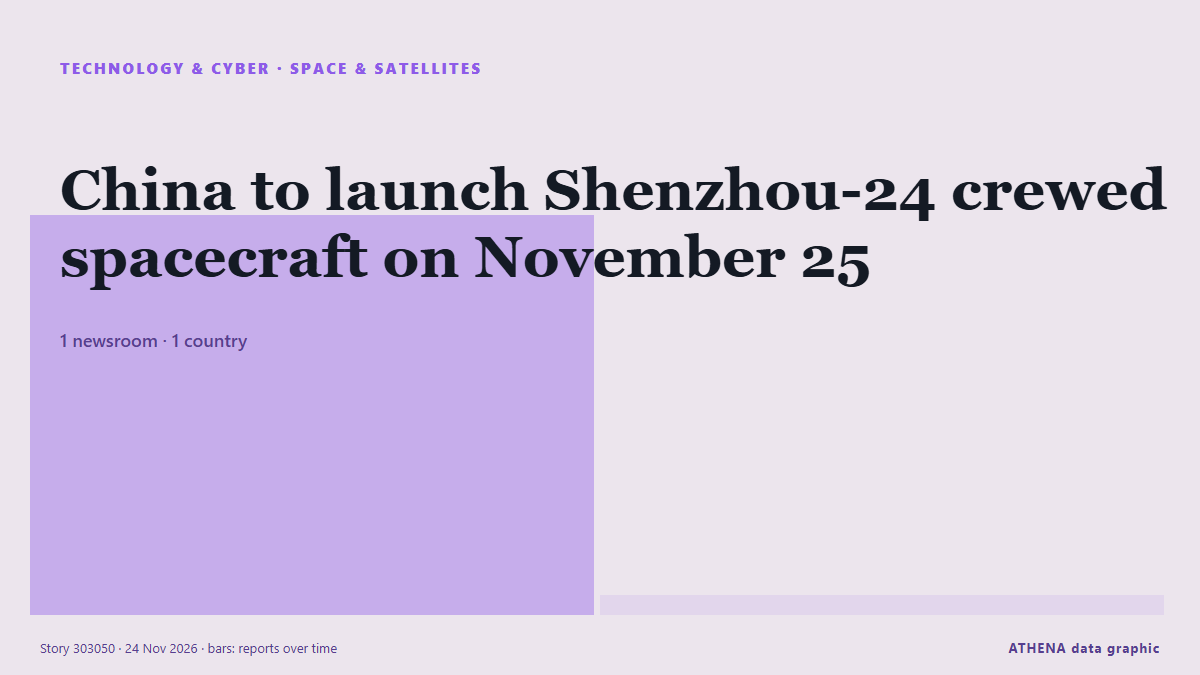 TECHNOLOGY & CYBER · SPACE & SATELLITES
China to launch Shenzhou-24 crewed
spacecraft on November 25
1 newsroom · 1 country
Story 303050 · 24 Nov 2026 · bars: reports over time
ATHENA data graphic